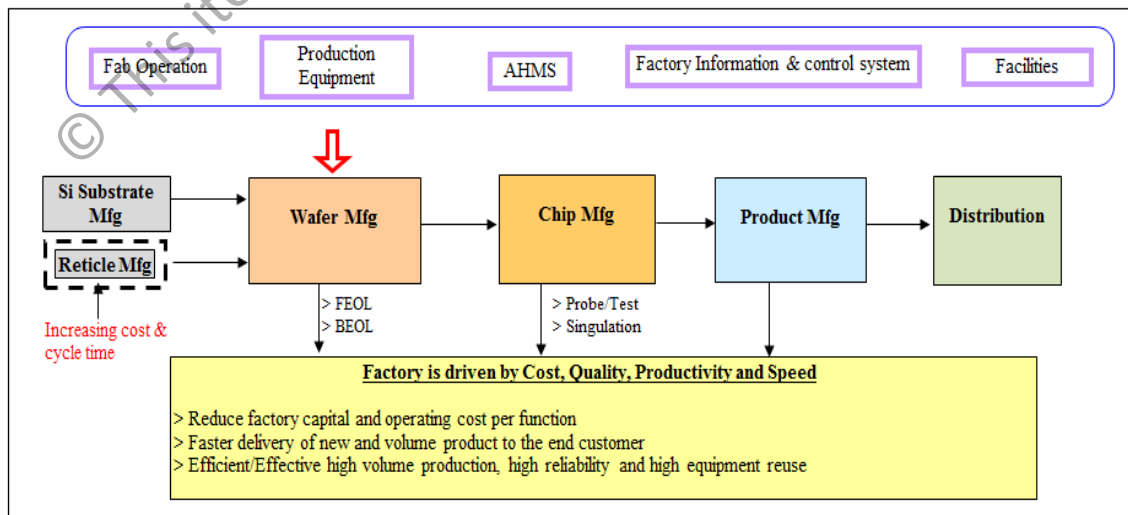 © This ite
Fab Operation
Production
Equipment
AHMS
Factory Information & control system
Facilities
Si Substrate
Mfg
Reticle Mfg
Wafer Mfg
Chip Mfg
Product Mfg
Distribution
Increasing cost &
cycle time
> FEOL
> BEOL
> Probe/Test
> Singulation
Factory is driven by Cost, Quality, Productivity and Speed
> Reduce factory capital and operating cost per function
> Faster delivery of new and volume product to the end customer
> Efficient/Effective high volume production, high reliability and high equipment reuse